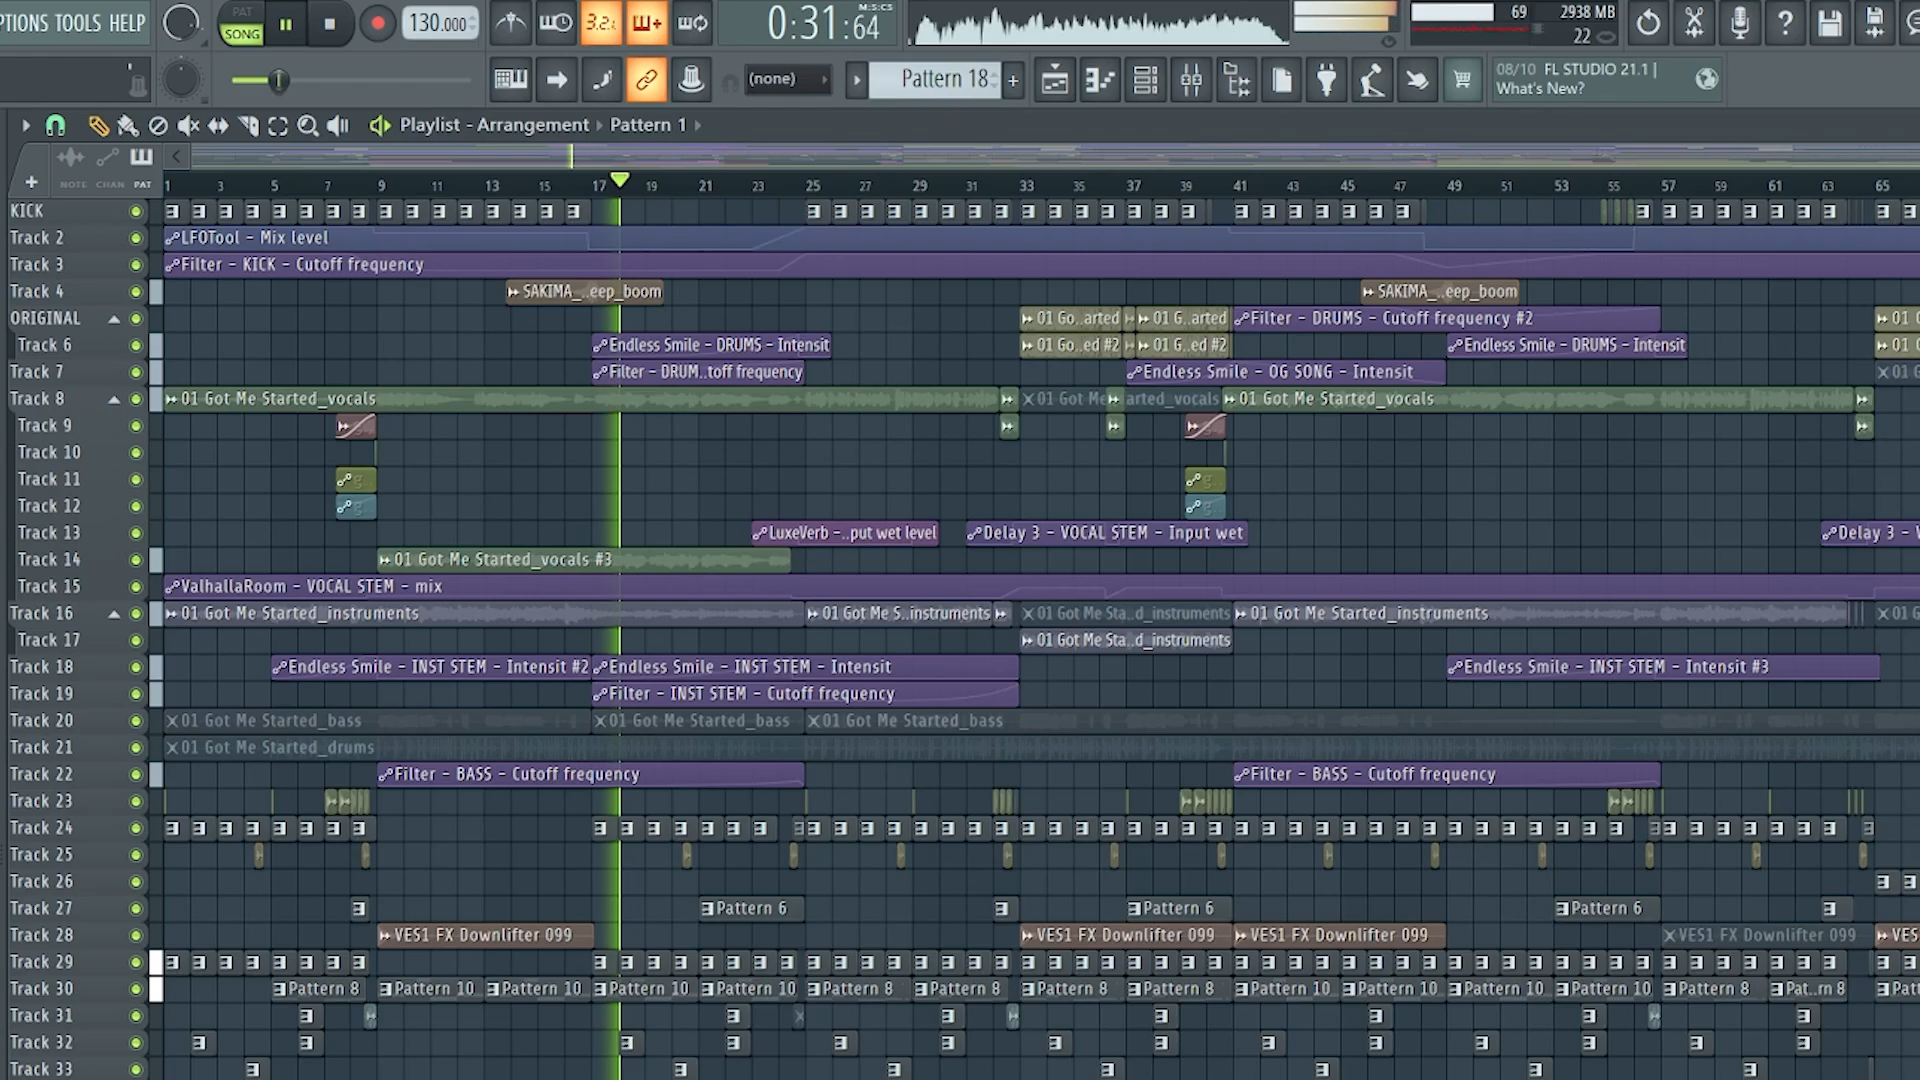 PTIONS TOOLS HELP
PAT
SONG
130.000
3.2.
0:31:64
M:S:CS
69
2938 MB
22
(none)
Pattern 18
08/10 FL STUDIO 21.1 |
What's New?
Playlist - Arrangement › Pattern 1 ›
NOTE CHAN PAT
1 3 5 7 9 11 13 15 17 19 21 23 25 27 29 31 33 35 37 39 41 43 45 47 49 51 53 55 57 59 61 63 65
KICK
Track 2 LFOTool - Mix level
Track 3 Filter - KICK - Cutoff frequency
Track 4 SAKIMA_..eep_boom SAKIMA_..eep_boom
ORIGINAL 01 Go..arted 01 G..arted Filter - DRUMS - Cutoff frequency #2 01 G
Track 6 Endless Smile - DRUMS - Intensit 01 Go..ed #2 01 G..ed #2 Endless Smile - DRUMS - Intensit 01 G
Track 7 Filter - DRUM..toff frequency Endless Smile - OG SONG - Intensit 01 G
Track 8 01 Got Me Started_vocals 01 Got Me arted_vocals 01 Got Me Started_vocals
Track 9
Track 10
Track 11
Track 12
Track 13 LuxeVerb -..put wet level Delay 3 - VOCAL STEM - Input wet Delay 3 - V
Track 14 01 Got Me Started_vocals #3
Track 15 ValhallaRoom - VOCAL STEM - mix
Track 16 01 Got Me Started_instruments 01 Got Me S..instruments 01 Got Me Sta..d_instruments 01 Got Me Started_instruments 01 G
Track 17 01 Got Me Sta..d_instruments
Track 18 Endless Smile - INST STEM - Intensit #2 Endless Smile - INST STEM - Intensit Endless Smile - INST STEM - Intensit #3
Track 19 Filter - INST STEM - Cutoff frequency
Track 20 01 Got Me Started_bass 01 Got Me Started_bass 01 Got Me Started_bass
Track 21 01 Got Me Started_drums
Track 22 Filter - BASS - Cutoff frequency Filter - BASS - Cutoff frequency
Track 23
Track 24
Track 25
Track 26
Track 27 Pattern 6 Pattern 6 Pattern 6
Track 28 VES1 FX Downlifter 099 VES1 FX Downlifter 099 VES1 FX Downlifter 099 VES1 FX Downlifter 099 VES
Track 29
Track 30 Pattern 8 Pattern 10 Pattern 10 Pattern 10 Pattern 10 Pattern 8 Pattern 8 Pattern 8 Pattern 8 Pattern 10 Pattern 10 Pattern 10 Pattern 10 Pattern 8 Pat..rn 8 Patt
Track 31
Track 32
Track 33